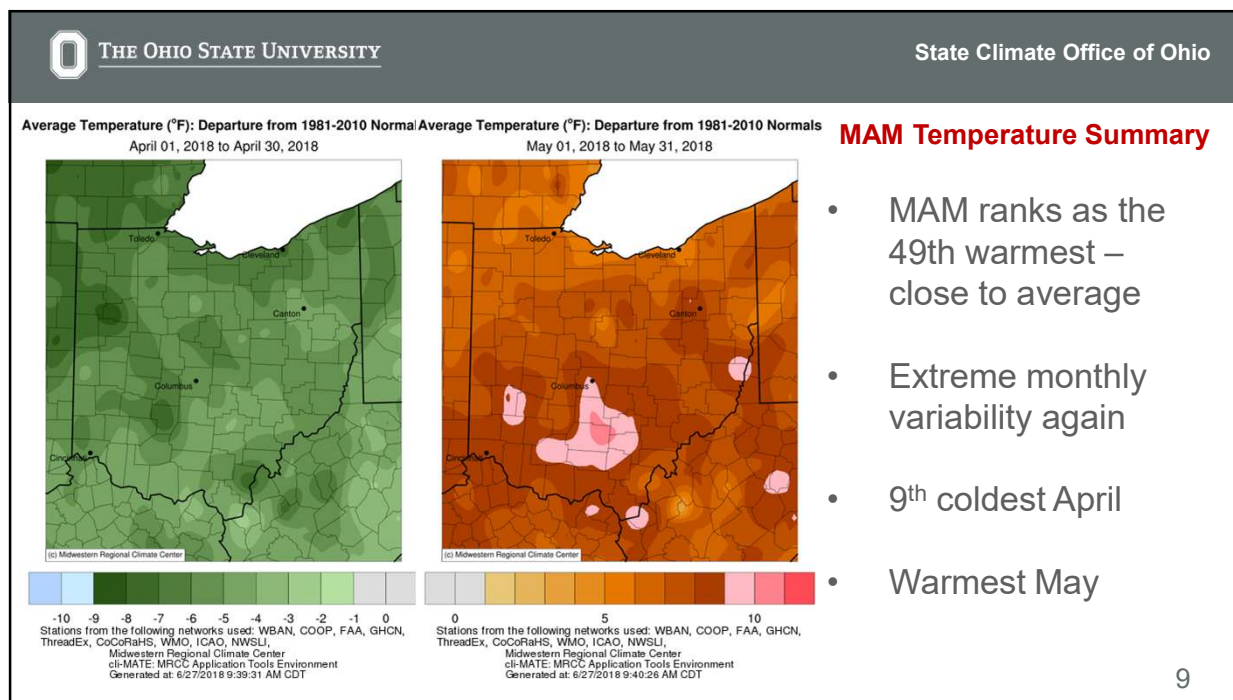 THE OHIO STATE UNIVERSITY
State Climate Office of Ohio
Average Temperature (°F): Departure from 1981-2010 Normal
April 01, 2018 to April 30, 2018
Toledo
Cleveland
Canton
Columbus
Cincinnati
(c) Midwestern Regional Climate Center
-10 -9 -8 -7 -6 -5 -4 -3 -2 -1 0
Stations from the following networks used: WBAN, COOP, FAA, GHCN,
ThreadEx, CoCoRaHS, WMO, ICAO, NWSLI,
Midwestern Regional Climate Center
cli-MATE: MRCC Application Tools Environment
Generated at: 6/27/2018 9:39:31 AM CDT
Average Temperature (°F): Departure from 1981-2010 Normals
May 01, 2018 to May 31, 2018
Toledo
Cleveland
Canton
Columbus
Cincinnati
(c) Midwestern Regional Climate Center
0 5 10
Stations from the following networks used: WBAN, COOP, FAA, GHCN,
ThreadEx, CoCoRaHS, WMO, ICAO, NWSLI,
Midwestern Regional Climate Center
cli-MATE: MRCC Application Tools Environment
Generated at: 6/27/2018 9:40:26 AM CDT
MAM Temperature Summary
• MAM ranks as the
49th warmest –
close to average
• Extreme monthly
variability again
• 9th coldest April
• Warmest May
9